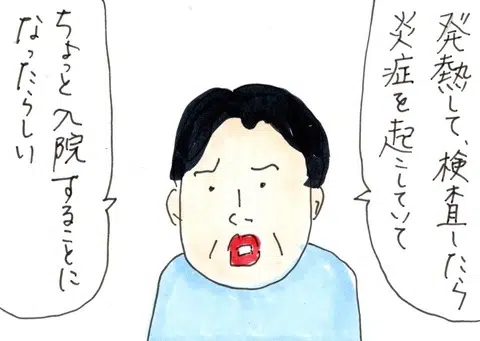 発熱して、検査したら
炎症を起こしていて
ちょっと入院することに
なったらしい